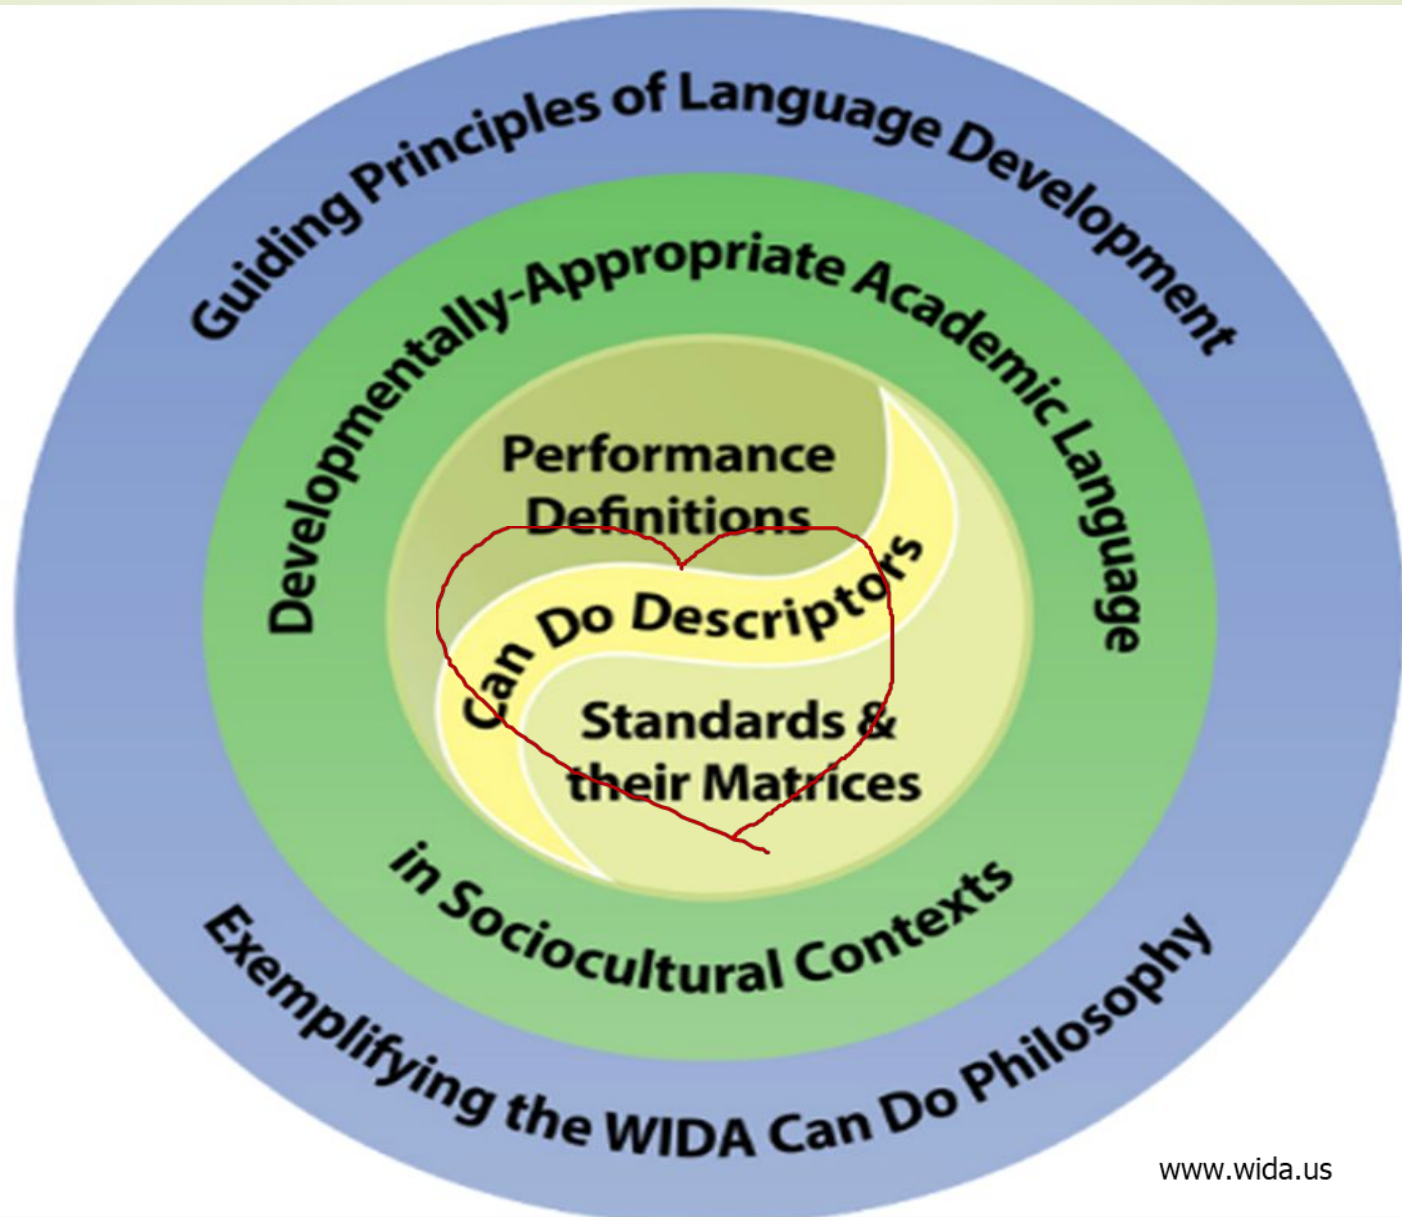 Guiding Principles of Language Development
Developmentally-Appropriate Academic Language
Performance
Definitions
Can Do Descriptors
Standards &
their Matrices
in Sociocultural Contexts
Exemplifying the WIDA Can Do Philosophy
www.wida.us